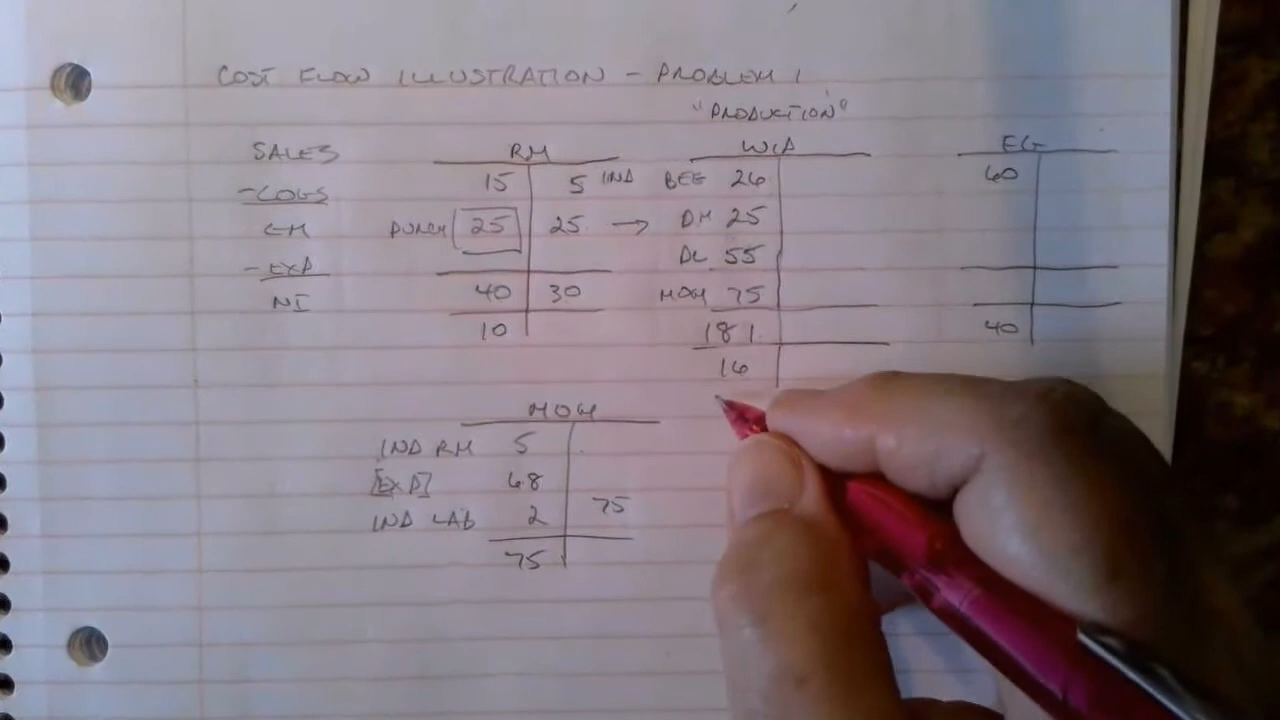 COST FLOW ILLUSTRATION - PROBLEM 1
"PRODUCTION"
SALES RM WIP FG
15 5 IND BEG 26 60
-COGS
GM PURCH 25 25 → DM 25
DL 55
-EXP
NI 40 30 MOH 75
10 181 40
16
MOH
IND RM 5
[EXP] 68
IND LAB 2 75
75